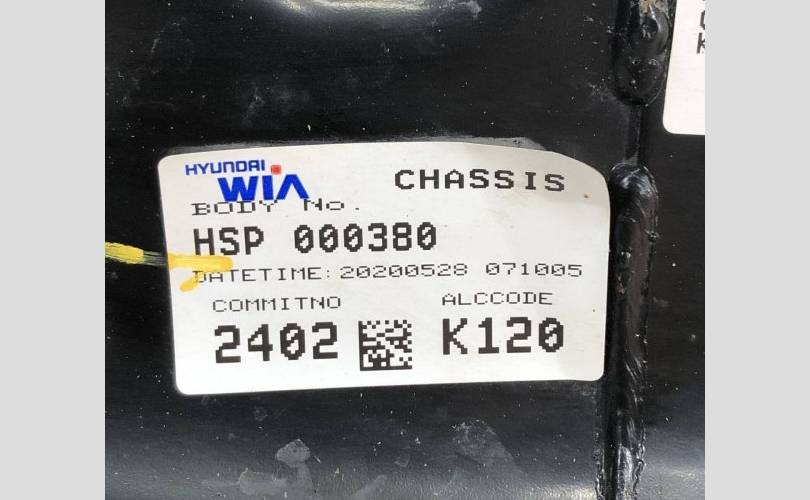 HYUNDAI
WIA
CHASSIS
BODY No.
HSP 000380
DATETIME: 20200528 071005
COMMITNO ALCCODE
2402 K120